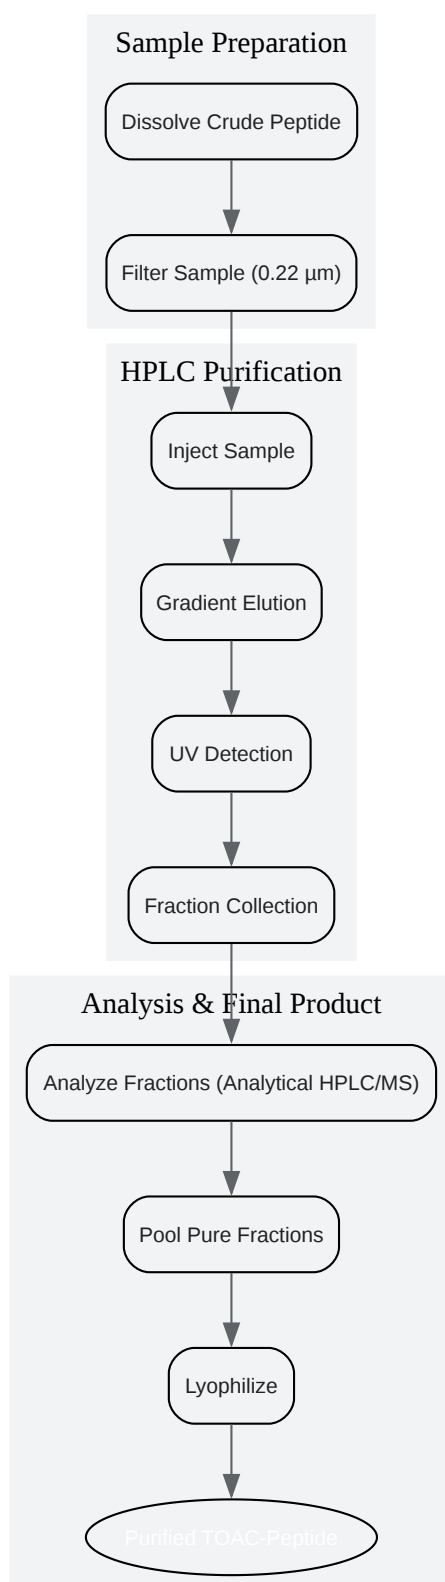 Sample Preparation
Dissolve Crude Peptide
Filter Sample (0.22 µm)
HPLC Purification
Inject Sample
Gradient Elution
UV Detection
Fraction Collection
Analysis & Final Product
Analyze Fractions (Analytical HPLC/MS)
Pool Pure Fractions
Lyophilize
Purified TOAC-Peptide